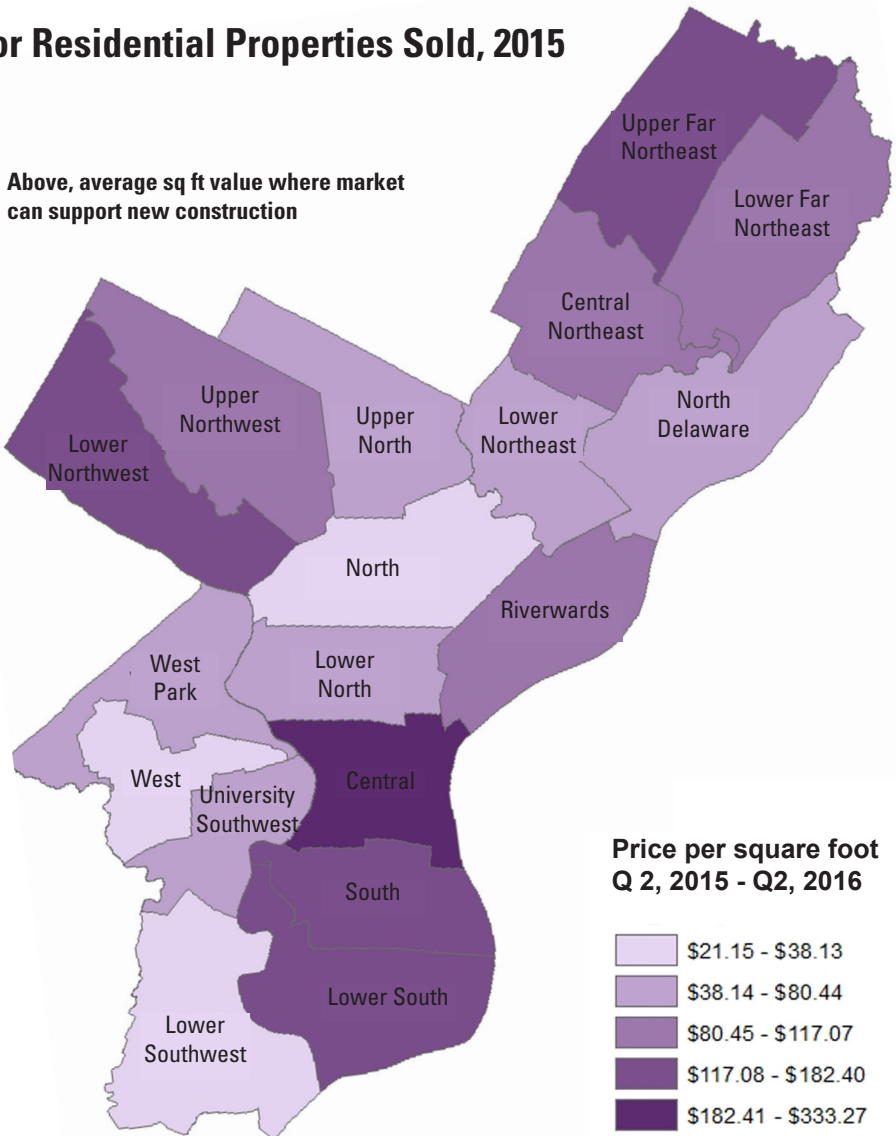 or Residential Properties Sold, 2015
Above, average sq ft value where market
can support new construction
Upper Far
Northeast
Lower Far
Northeast
Central
Northeast
Upper
Northwest
Lower
Northwest
Upper
North
Lower
Northeast
North
Delaware
North
Riverwards
West
Park
Lower
North
West
University
Southwest
Central
South
Lower South
Lower
Southwest
Price per square foot
Q 2, 2015 - Q2, 2016
$21.15 - $38.13
$38.14 - $80.44
$80.45 - $117.07
$117.08 - $182.40
$182.41 - $333.27